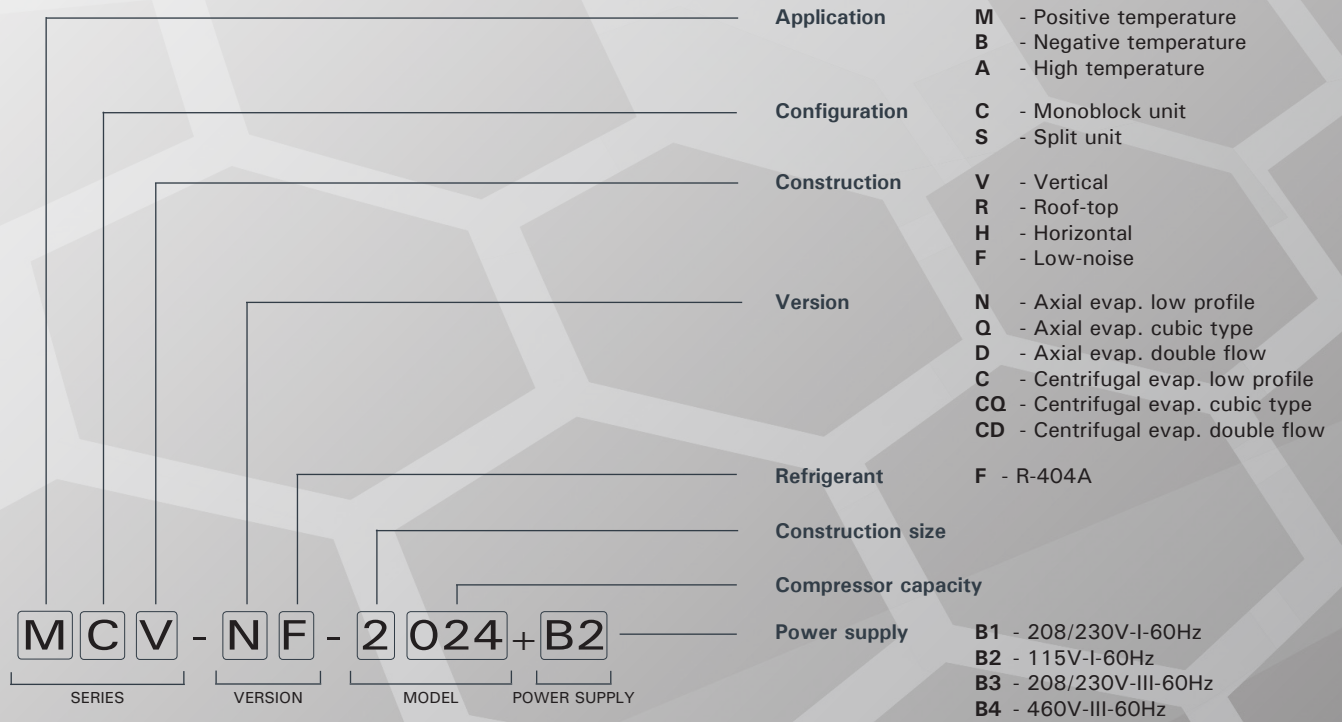 Application M - Positive temperature
B - Negative temperature
A - High temperature
Configuration C - Monoblock unit
S - Split unit
Construction V - Vertical
R - Roof-top
H - Horizontal
F - Low-noise
Version N - Axial evap. low profile
Q - Axial evap. cubic type
D - Axial evap. double flow
C - Centrifugal evap. low profile
CQ - Centrifugal evap. cubic type
CD - Centrifugal evap. double flow
Refrigerant F - R-404A
Construction size
Compressor capacity
MCV - NF - 2 024 + B2
Power supply B1 - 208/230V-I-60Hz
B2 - 115V-I-60Hz
B3 - 208/230V-III-60Hz
B4 - 460V-III-60Hz
SERIES VERSION MODEL POWER SUPPLY